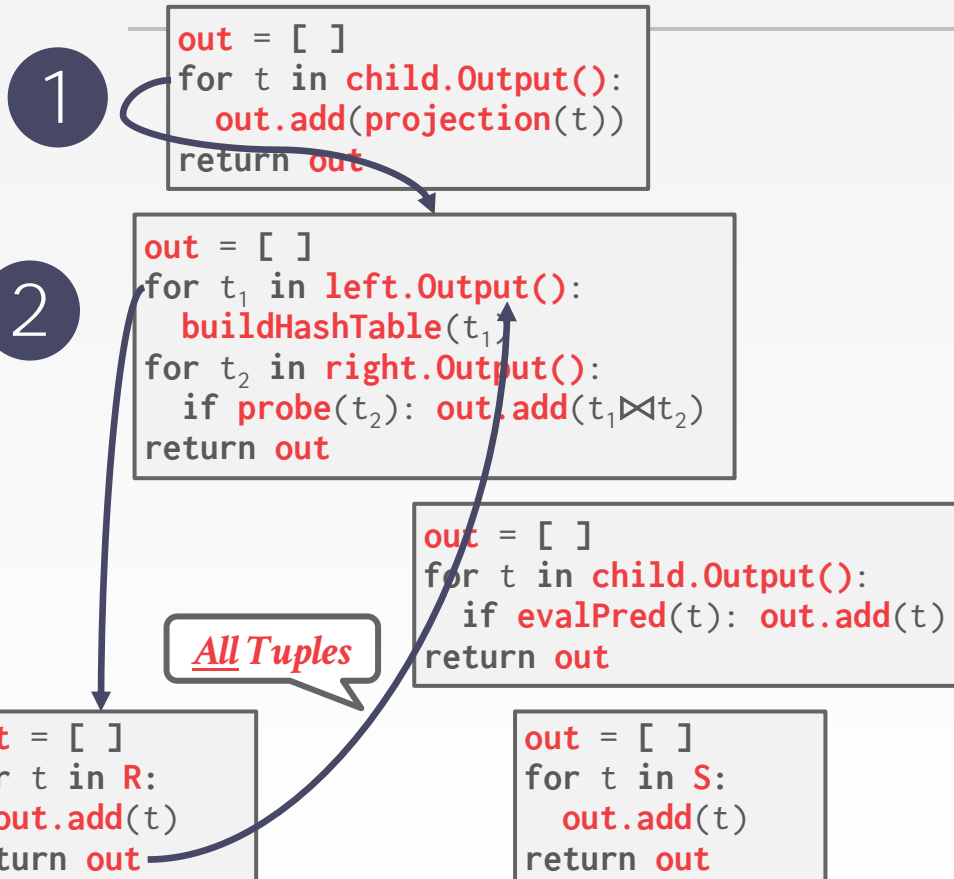 1
out = [ ]
for t in child.Output():
out.add(projection(t))
return out
2
out = [ ]
for t₁ in left.Output():
buildHashTable(t₁)
for t₂ in right.Output():
if probe(t₂): out.add(t₁⨝t₂)
return out
out = [ ]
for t in child.Output():
if evalPred(t): out.add(t)
return out
All Tuples
t = [ ]
r t in R:
out.add(t)
turn out
out = [ ]
for t in S:
out.add(t)
return out